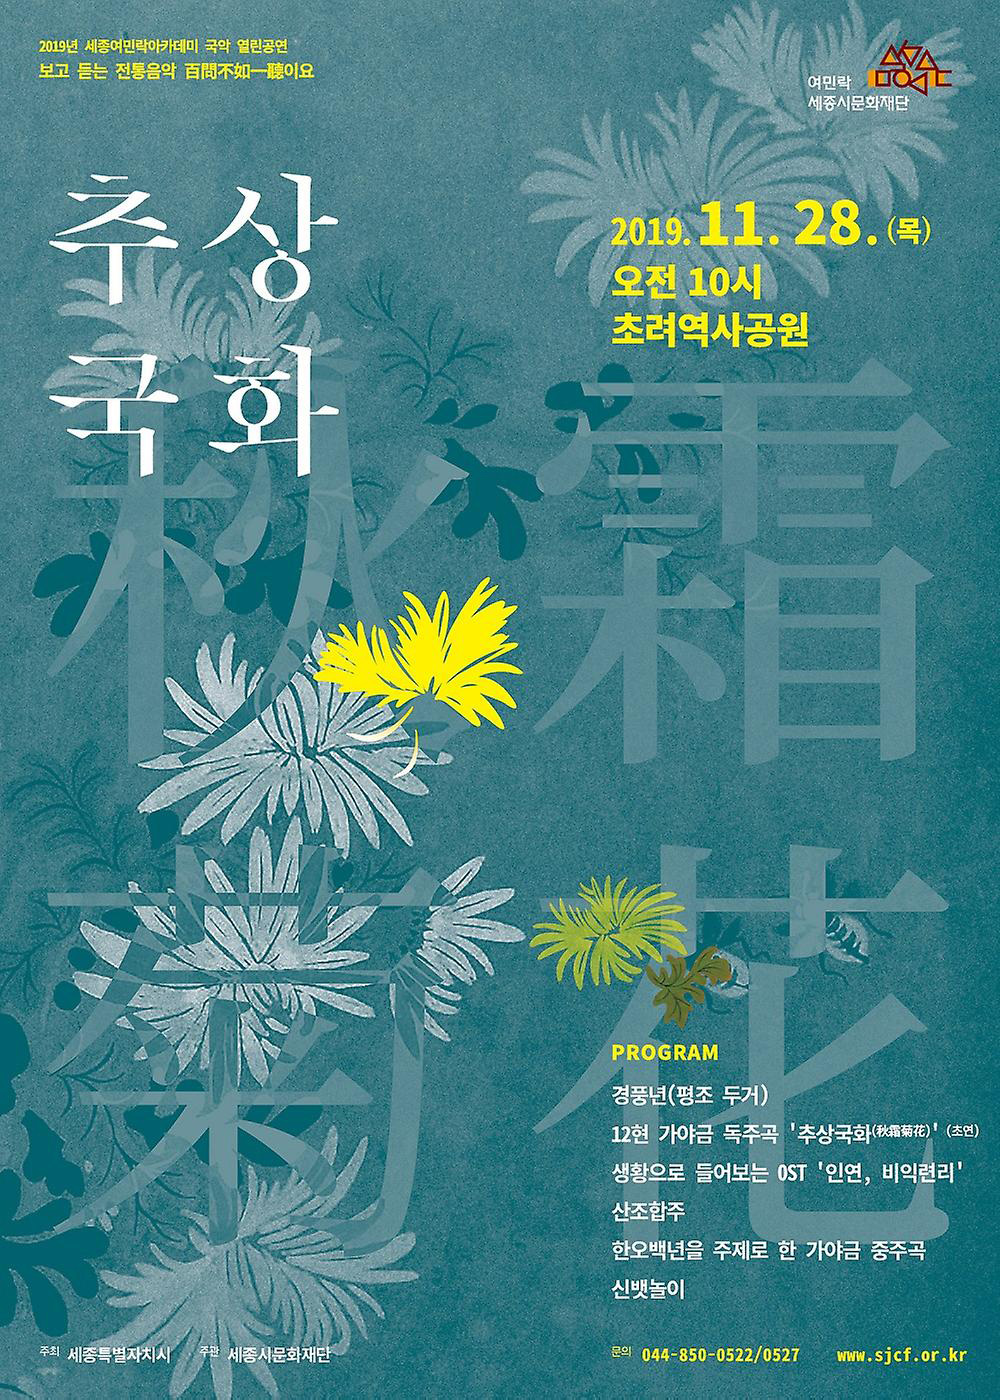 2019년 세종여민락아카데미 국악 열린공연
보고 듣는 전통음악 百問不如一聽이요
여민락
세종시문화재단
추상
국화
2019. 11. 28. (목)
오전 10시
초려역사공원
秋霜
菊花
PROGRAM
경풍년(평조 두거)
12현 가야금 독주곡 '추상국화(秋霜菊花)' (초연)
생황으로 들어보는 OST '인연, 비익련리'
산조합주
한오백년을 주제로 한 가야금 중주곡
신뱃놀이
주최 세종특별자치시 주관 세종시문화재단
문의 044-850-0522/0527 www.sjcf.or.kr